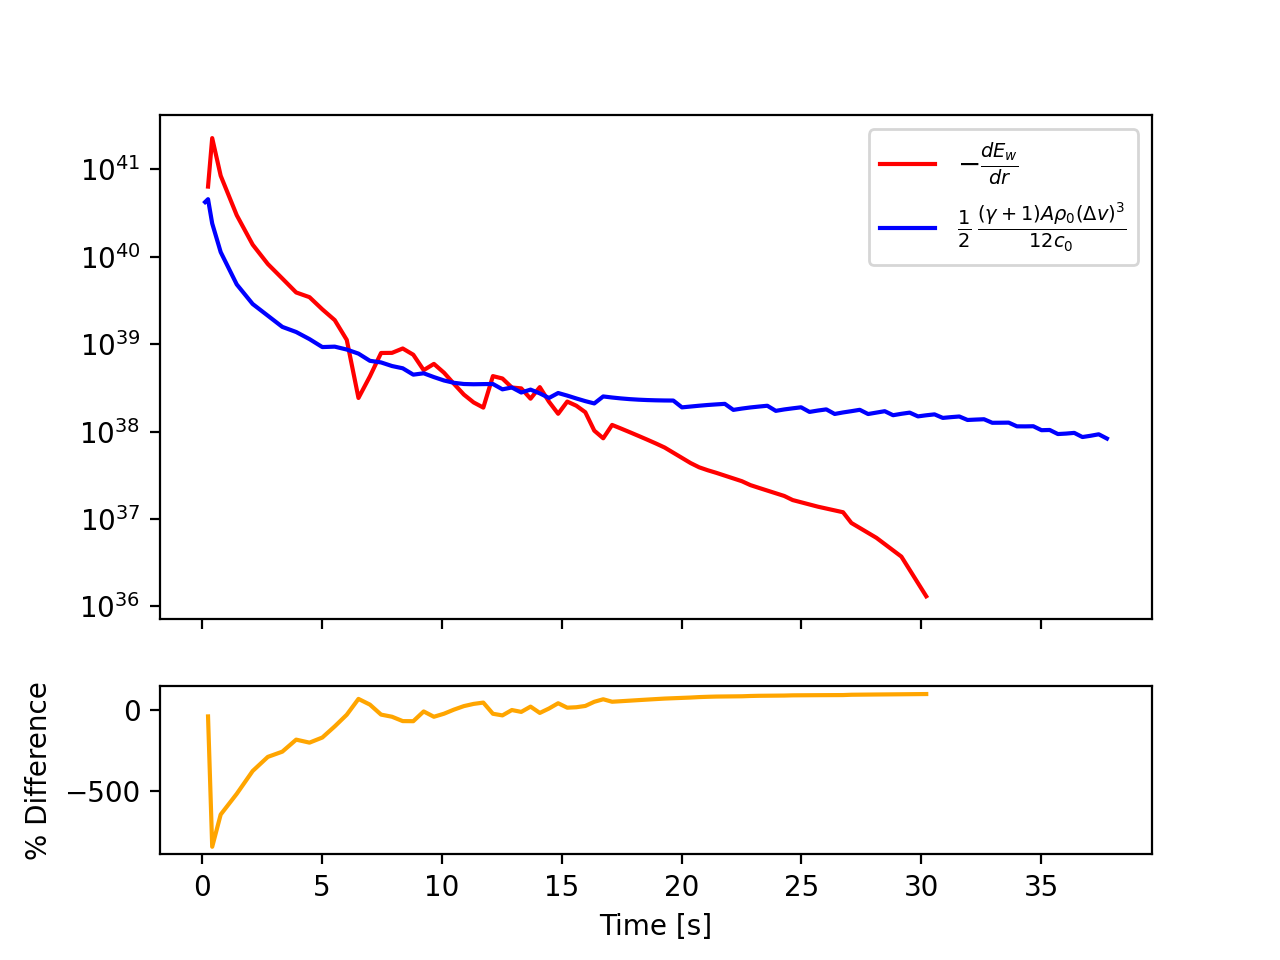 10^41
10^40
10^39
10^38
10^37
10^36
−dE_w/dr
1/2 (γ + 1)Aρ_0(Δv)^3/12c_0
0
−500
% Difference
0 5 10 15 20 25 30 35
Time [s]